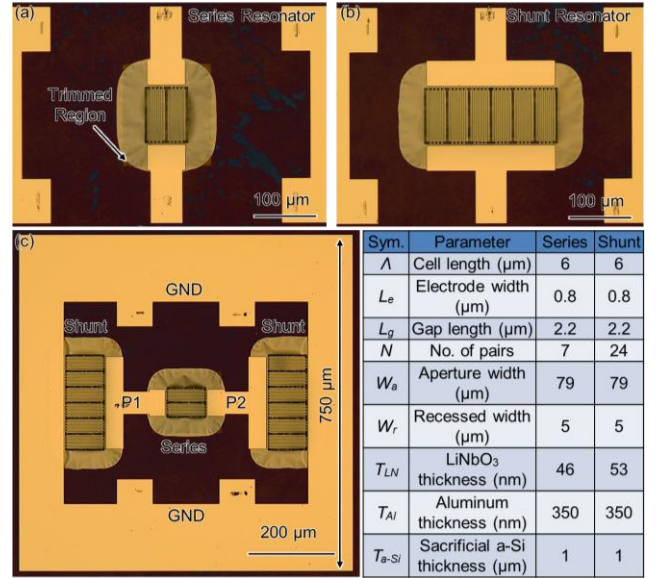 (a) Series Resonator
Trimmed
Region
100 µm
(b) Shunt Resonator
100 µm
(c)
GND
Shunt
Shunt
P1
P2
Series
GND
750 µm
200 µm
Sym. Parameter Series Shunt
Λ Cell length (µm) 6 6
Lₑ Electrode width (µm) 0.8 0.8
L_g Gap length (µm) 2.2 2.2
N No. of pairs 7 24
Wₐ Aperture width (µm) 79 79
Wᵣ Recessed width (µm) 5 5
T_LN LiNbO₃ thickness (nm) 46 53
T_Al Aluminum thickness (nm) 350 350
T_a-Si Sacrificial a-Si thickness (µm) 1 1